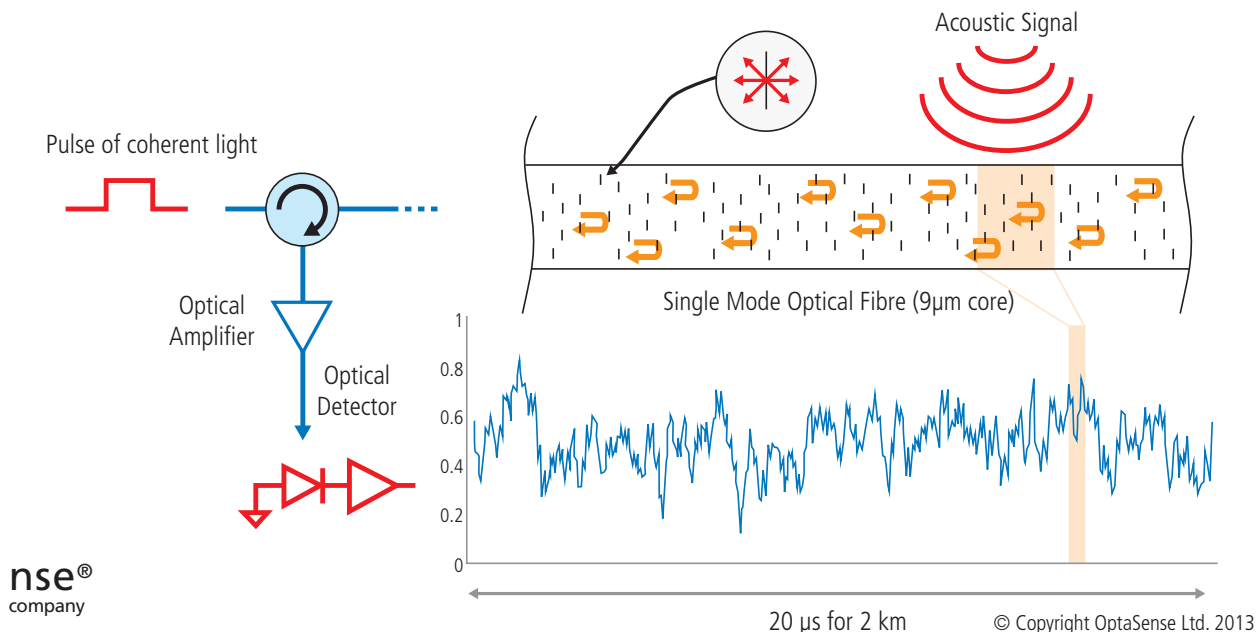 Acoustic Signal
Pulse of coherent light
Optical
Amplifier
Optical
Detector
Single Mode Optical Fibre (9µm core)
1
0.8
0.6
0.4
0.2
0
20 µs for 2 km
nse®
company
© Copyright OptaSense Ltd. 2013